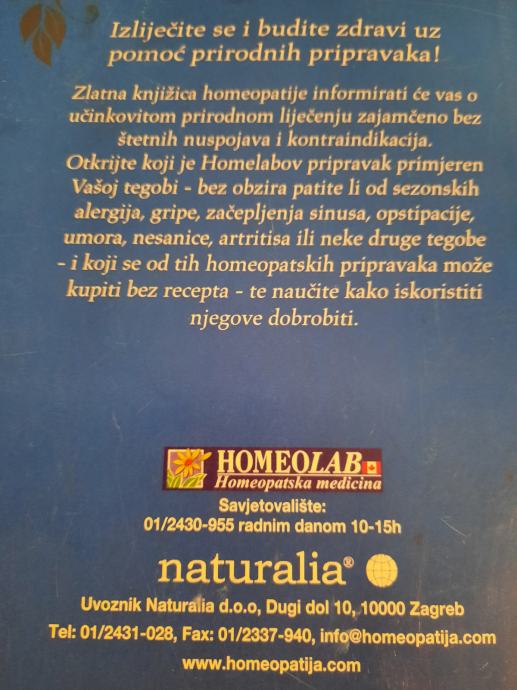 Izliječite se i budite zdravi uz
pomoć prirodnih pripravaka!
Zlatna knjižica homeopatije informirati će vas o
učinkovitom prirodnom liječenju zajamčeno bez
štetnih nuspojava i kontraindikacija.
Otkrijte koji je Homelabov pripravak primjeren
Vašoj tegobi - bez obzira patite li od sezonskih
alergija, gripe, začepljenja sinusa, opstipacije,
umora, nesanice, artritisa ili neke druge tegobe
- i koji se od tih homeopatskih pripravaka može
kupiti bez recepta - te naučite kako iskoristiti
njegove dobrobiti.
HOMEOLAB
Homeopatska medicina
Savjetovalište:
01/2430-955 radnim danom 10-15h
naturalia®
Uvoznik Naturalia d.o.o, Dugi dol 10, 10000 Zagreb
Tel: 01/2431-028, Fax: 01/2337-940, info@homeopatija.com
www.homeopatija.com